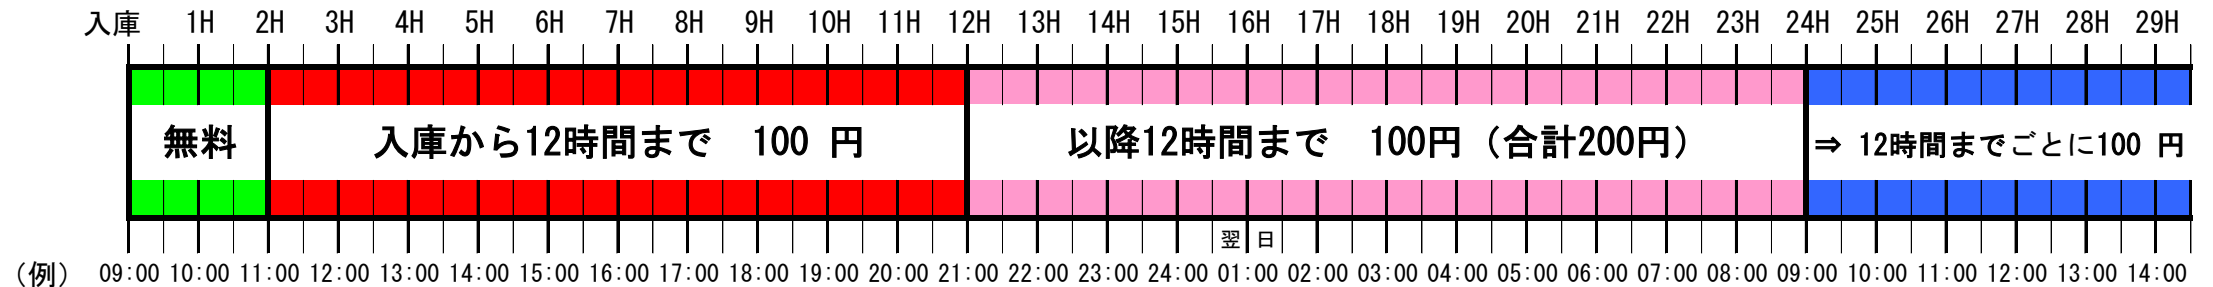 入庫 1H 2H 3H 4H 5H 6H 7H 8H 9H 10H 11H 12H 13H 14H 15H 16H 17H 18H 19H 20H 21H 22H 23H 24H 25H 26H 27H 28H 29H
無料 入庫から12時間まで 100 円 以降12時間まで 100円（合計200円） ⇒ 12時間までごとに100 円
翌日
（例） 09:00 10:00 11:00 12:00 13:00 14:00 15:00 16:00 17:00 18:00 19:00 20:00 21:00 22:00 23:00 24:00 01:00 02:00 03:00 04:00 05:00 06:00 07:00 08:00 09:00 10:00 11:00 12:00 13:00 14:00